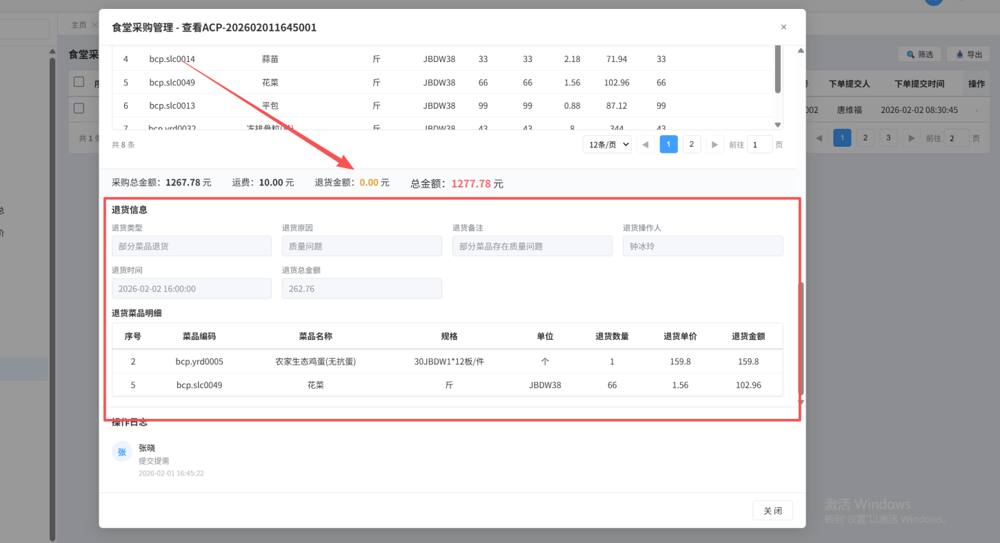 主页
食堂采购管理 - 查看ACP-202602011645001
食堂采
筛选
导出
4 bcp.slc0014 蒜苗 斤 JBDW38 33 33 2.18 71.94 33
5 bcp.slc0049 花菜 斤 JBDW38 66 66 1.56 102.96 66
6 bcp.slc0013 平包 斤 JBDW38 99 99 0.88 87.12 99
7 bcp.yrd0032 冻排骨粒 斤 JBDW38 43 43 8 344 43
下单提交人 下单提交时间 操作
002 唐维福 2026-02-02 08:30:45 -
共 1 条
1 2 3 前往 2 页
共 8 条
12条/页 1 2 前往 1 页
采购总金额：1267.78 元 运费：10.00 元 退货金额：0.00 元 总金额：1277.78 元
退货信息
退货类型 退货原因 退货备注 退货操作人
部分菜品退货 质量问题 部分菜品存在质量问题 钟冰玲
退货时间 退货总金额
2026-02-02 16:00:00 262.76
退货菜品明细
序号 菜品编码 菜品名称 规格 单位 退货数量 退货单价 退货金额
2 bcp.yrd0005 农家生态鸡蛋(无抗蛋) 30JBDW1*12板/件 个 1 159.8 159.8
5 bcp.slc0049 花菜 斤 JBDW38 66 1.56 102.96
操作日志
张 张晓
提交提需
2026-02-01 16:45:22
关 闭
激活 Windows
转到"设置"以激活 Windows。